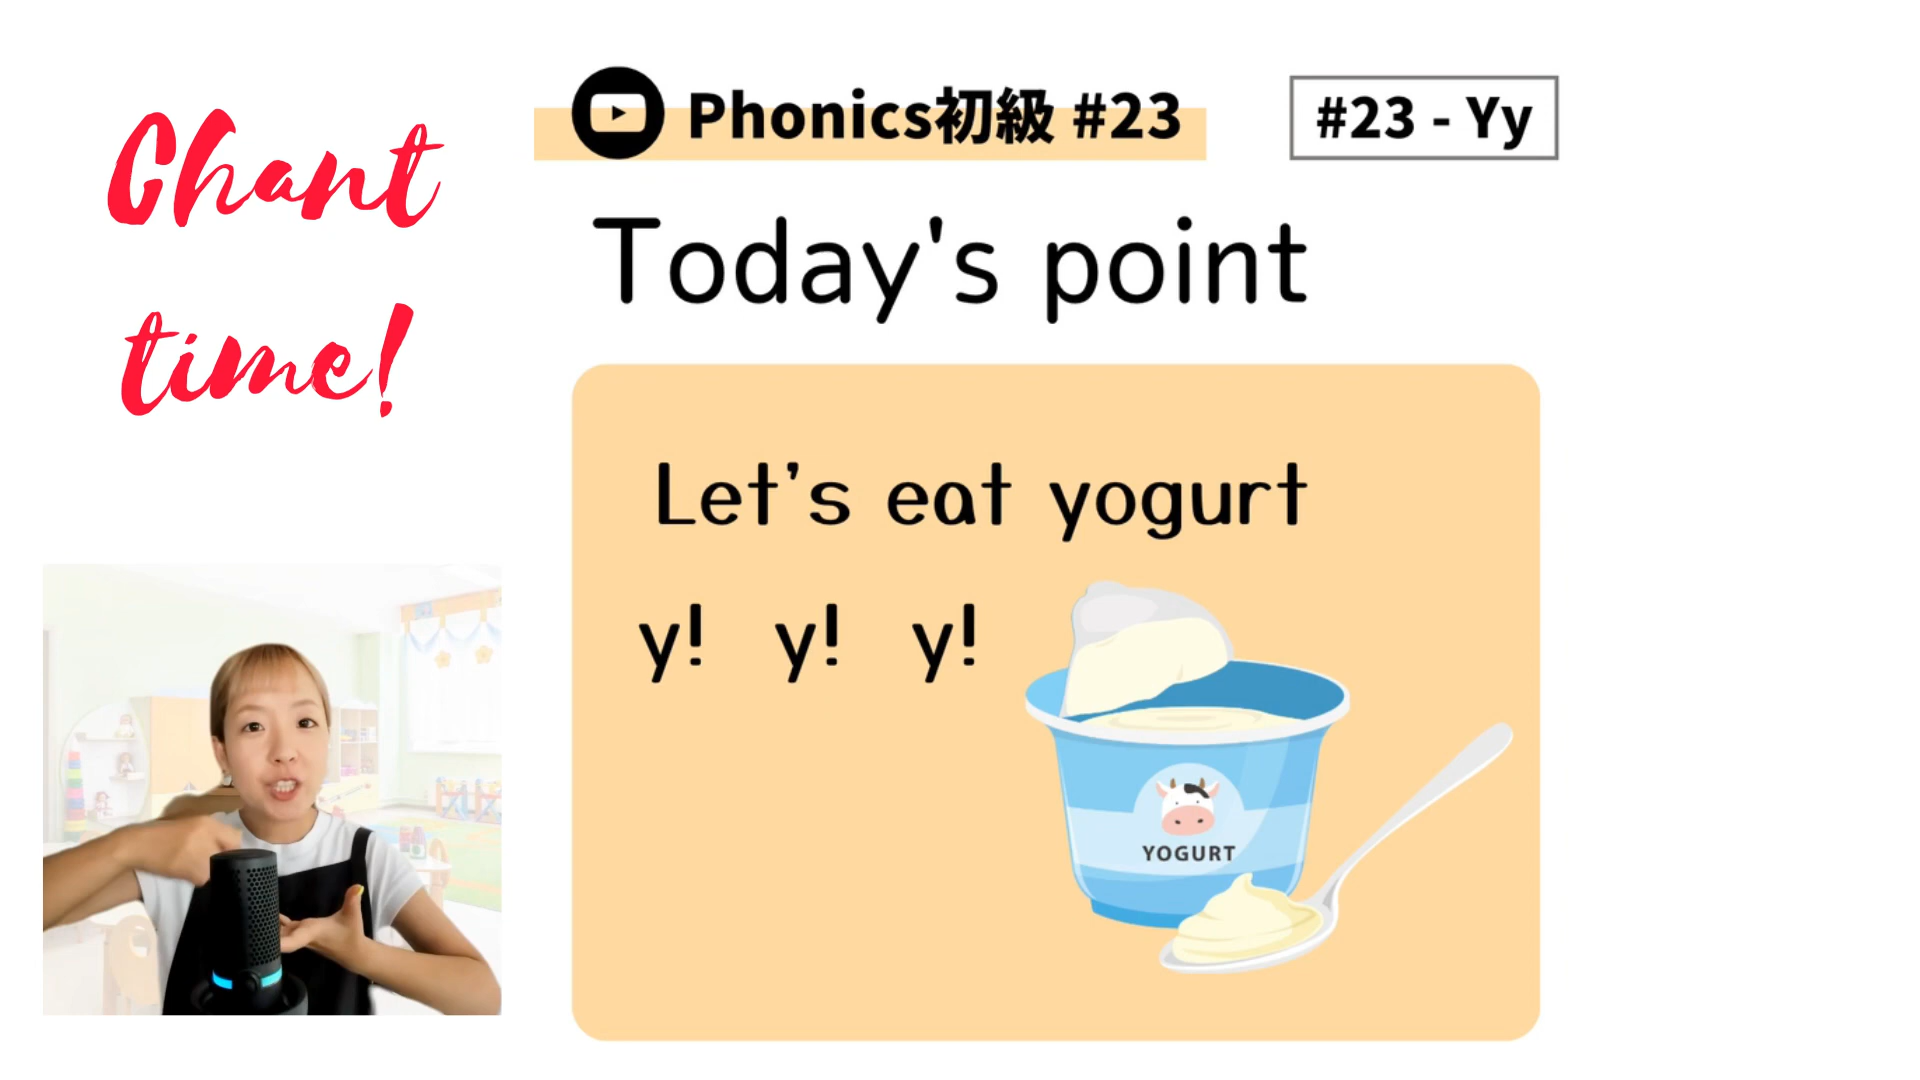 Chant
time!
Phonics初級 #23
#23 - Yy
Today's point
Let's eat yogurt
y! y! y!
YOGURT